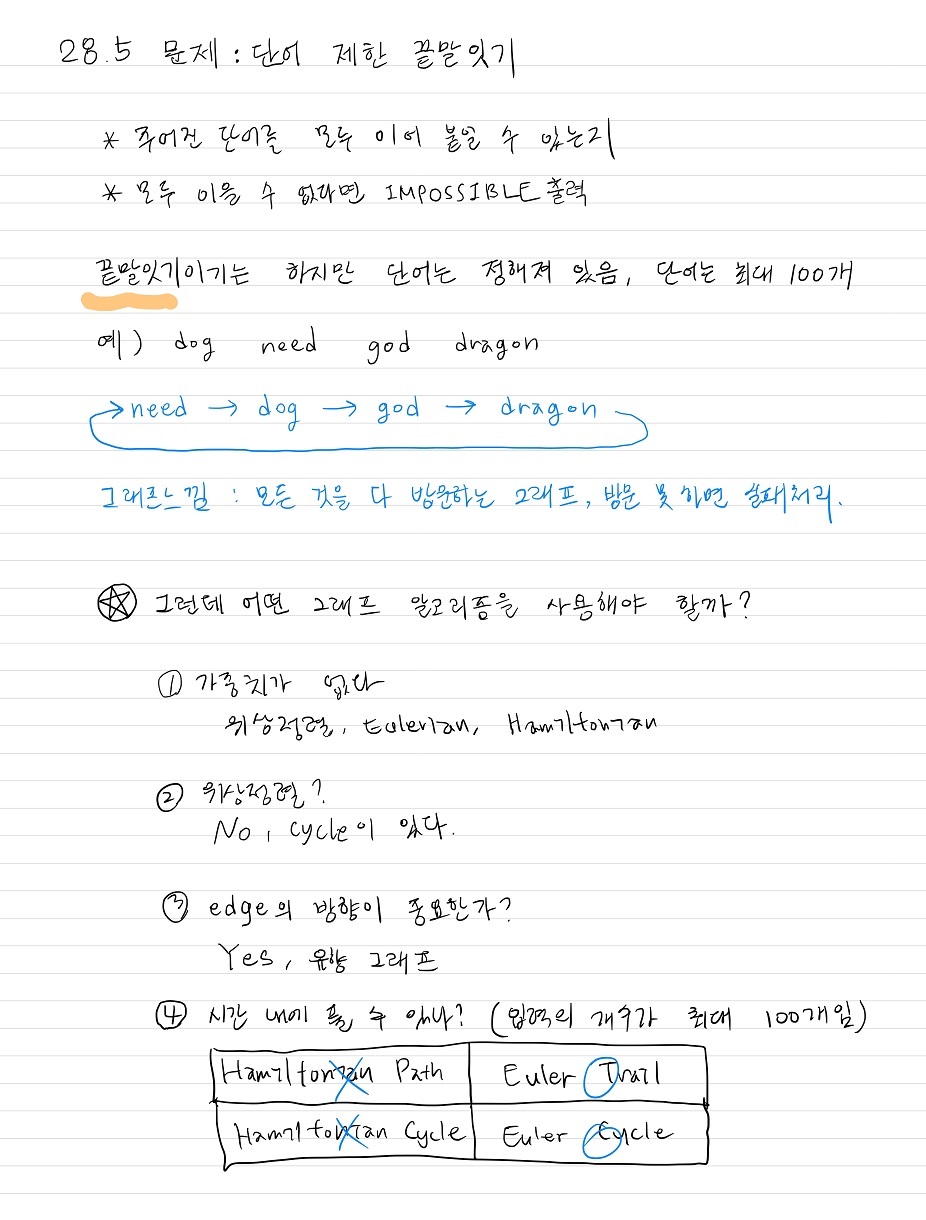 28.5 문제 : 단어 제한 끝말잇기
* 주어진 단어를 모두 이어 붙일 수 있는지
* 모두 이을 수 없다면 IMPOSSIBLE 출력
끝말잇기이기는 하지만 단어는 정해져 있음, 단어는 최대 100개
예) dog need god dragon
→ need → dog → god → dragon
그래프느낌 : 모든 것을 다 방문하는 그래프, 방문 못 하면 실패처리.
☆ 그런데 어떤 그래프 알고리즘을 사용해야 할까?
① 가중치가 없다
위상정렬, Eulerian, Hamiltonian
② 위상정렬?
No, cycle이 있다.
③ edge의 방향이 중요한가?
Yes, 유향 그래프
④ 시간 내에 풀 수 있나? (입력의 개수가 최대 100개임)
Hamiltonian Path Euler Trail
Hamiltonian Cycle Euler Cycle